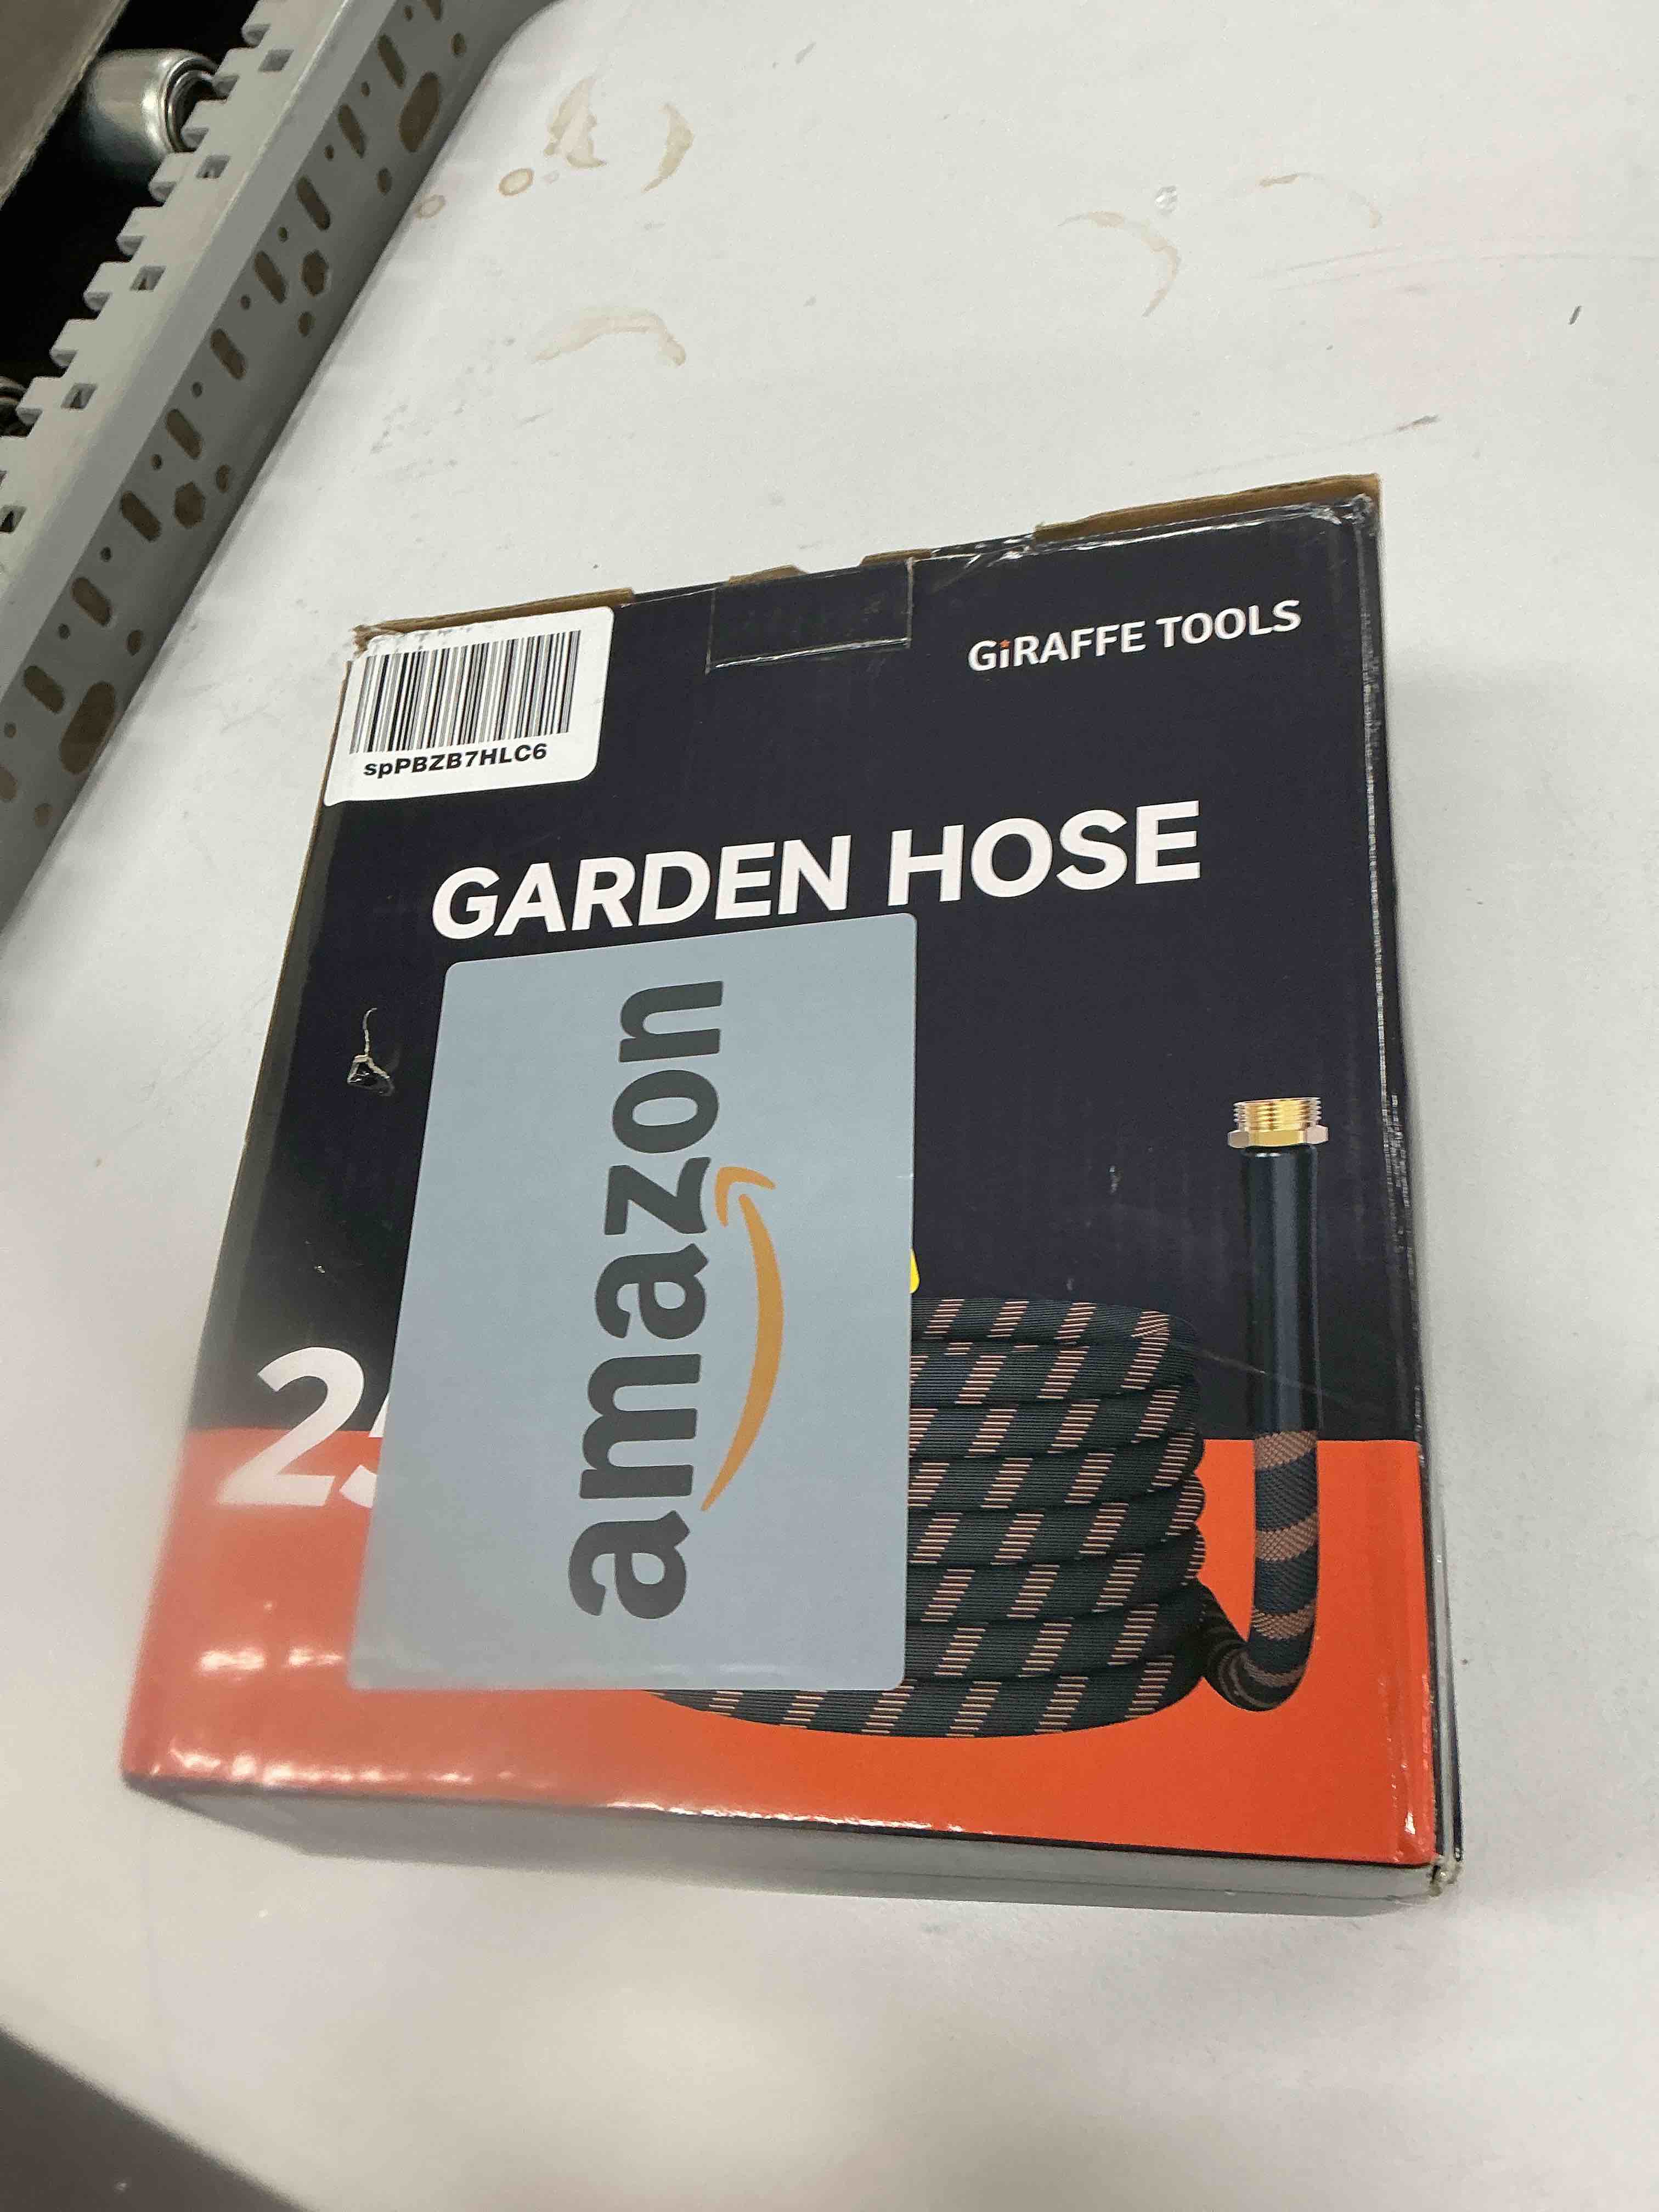 GiRAFFE TOOLS
spPBZB7HLC6
GARDEN HOSE
amazon